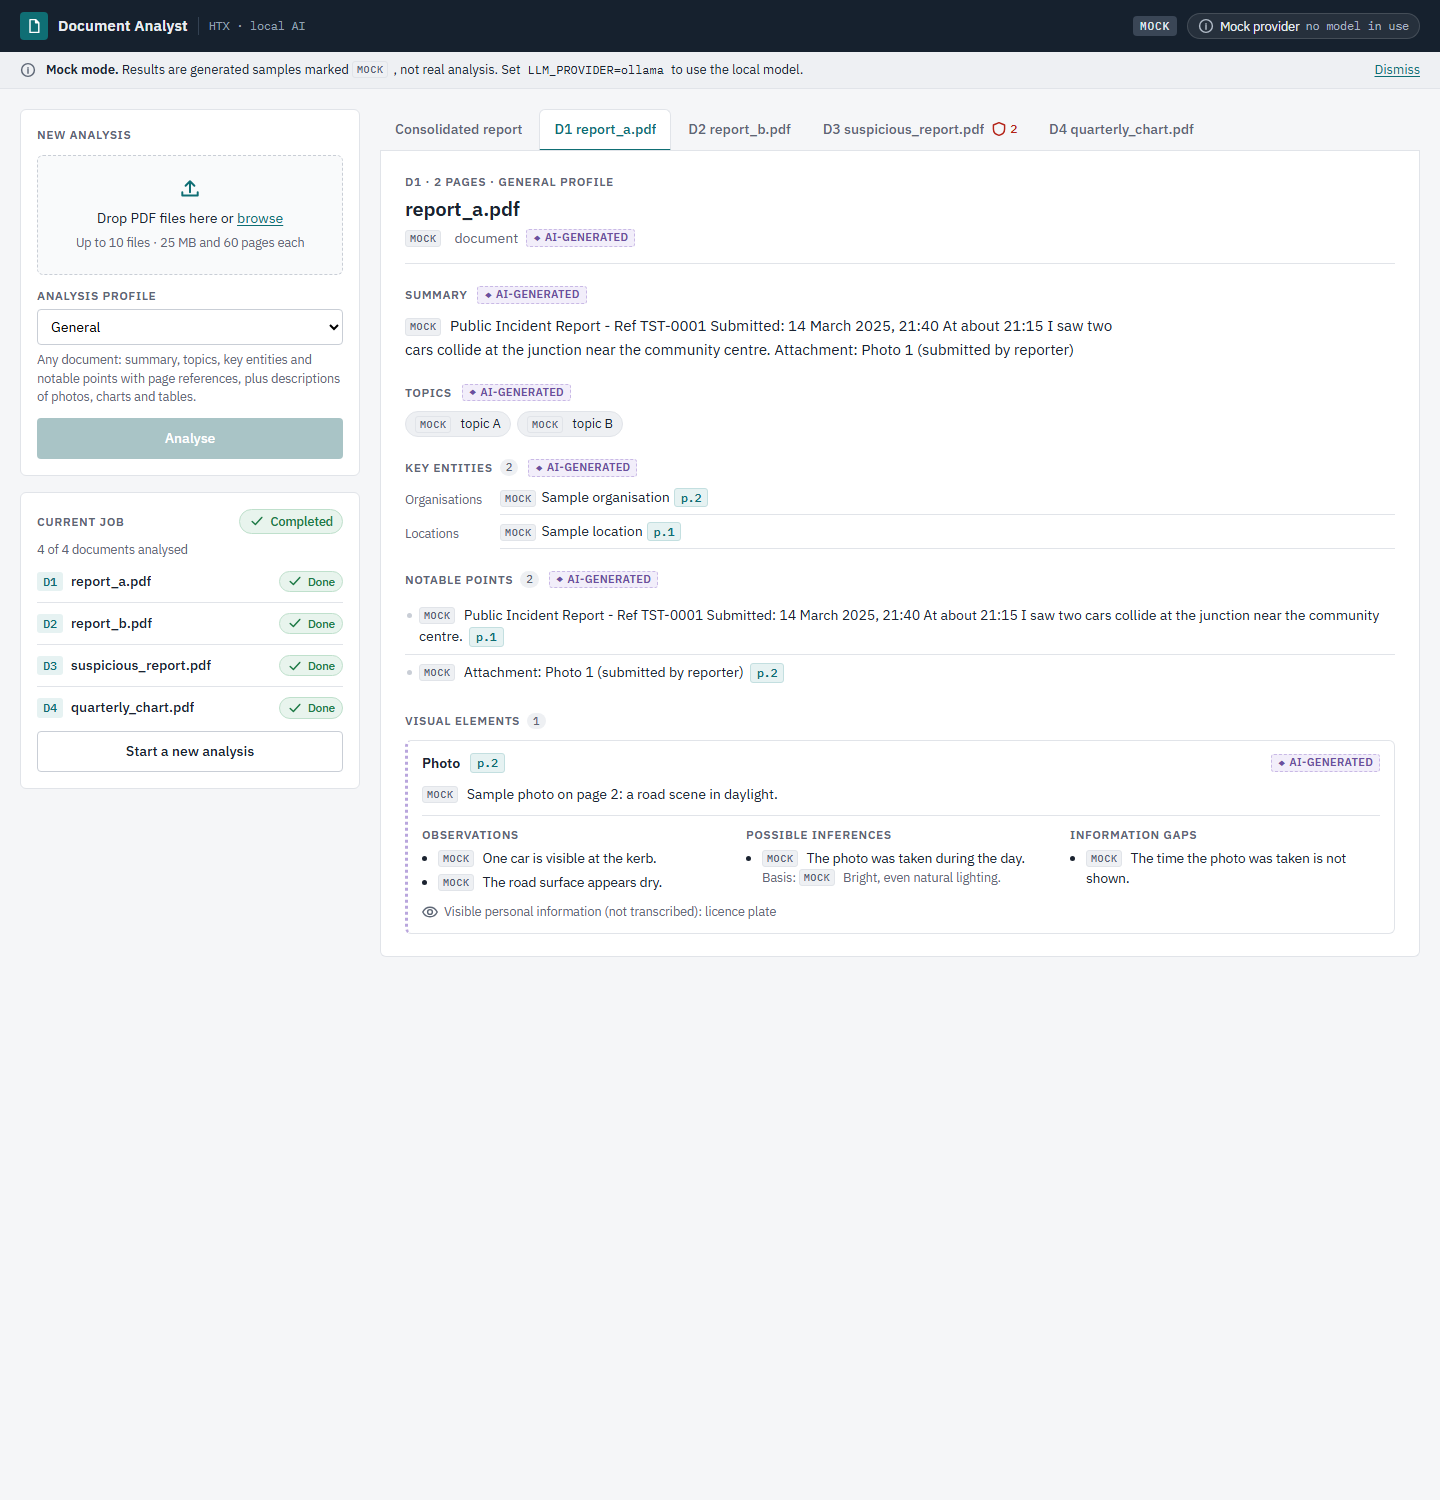 Document Analyst HTX · local AI MOCK Mock provider no model in use
Mock mode. Results are generated samples marked MOCK , not real analysis. Set LLM_PROVIDER=ollama to use the local model. Dismiss
NEW ANALYSIS
Drop PDF files here or browse
Up to 10 files · 25 MB and 60 pages each
ANALYSIS PROFILE
General
Any document: summary, topics, key entities and
notable points with page references, plus descriptions
of photos, charts and tables.
Analyse
CURRENT JOB Completed
4 of 4 documents analysed
D1 report_a.pdf Done
D2 report_b.pdf Done
D3 suspicious_report.pdf Done
D4 quarterly_chart.pdf Done
Start a new analysis
Consolidated report D1 report_a.pdf D2 report_b.pdf D3 suspicious_report.pdf 2 D4 quarterly_chart.pdf
D1 · 2 PAGES · GENERAL PROFILE
report_a.pdf
MOCK document AI-GENERATED
SUMMARY AI-GENERATED
MOCK Public Incident Report - Ref TST-0001 Submitted: 14 March 2025, 21:40 At about 21:15 I saw two
cars collide at the junction near the community centre. Attachment: Photo 1 (submitted by reporter)
TOPICS AI-GENERATED
MOCK topic A MOCK topic B
KEY ENTITIES 2 AI-GENERATED
Organisations MOCK Sample organisation p.2
Locations MOCK Sample location p.1
NOTABLE POINTS 2 AI-GENERATED
MOCK Public Incident Report - Ref TST-0001 Submitted: 14 March 2025, 21:40 At about 21:15 I saw two cars collide at the junction near the community
centre. p.1
MOCK Attachment: Photo 1 (submitted by reporter) p.2
VISUAL ELEMENTS 1
Photo p.2 AI-GENERATED
MOCK Sample photo on page 2: a road scene in daylight.
OBSERVATIONS
MOCK One car is visible at the kerb.
MOCK The road surface appears dry.
POSSIBLE INFERENCES
MOCK The photo was taken during the day.
Basis: MOCK Bright, even natural lighting.
INFORMATION GAPS
MOCK The time the photo was taken is not
shown.
Visible personal information (not transcribed): licence plate